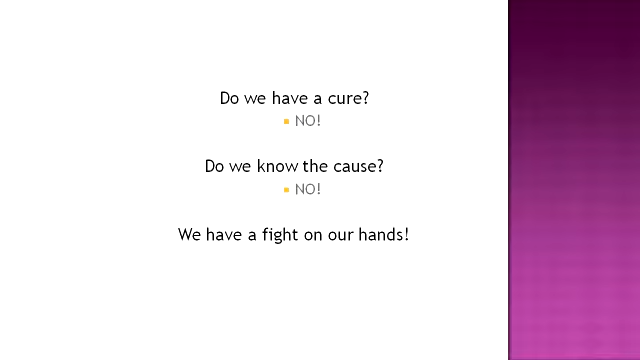 Do we have a cure?
NO!
Do we know the cause?
NO!
We have a fight on our hands!